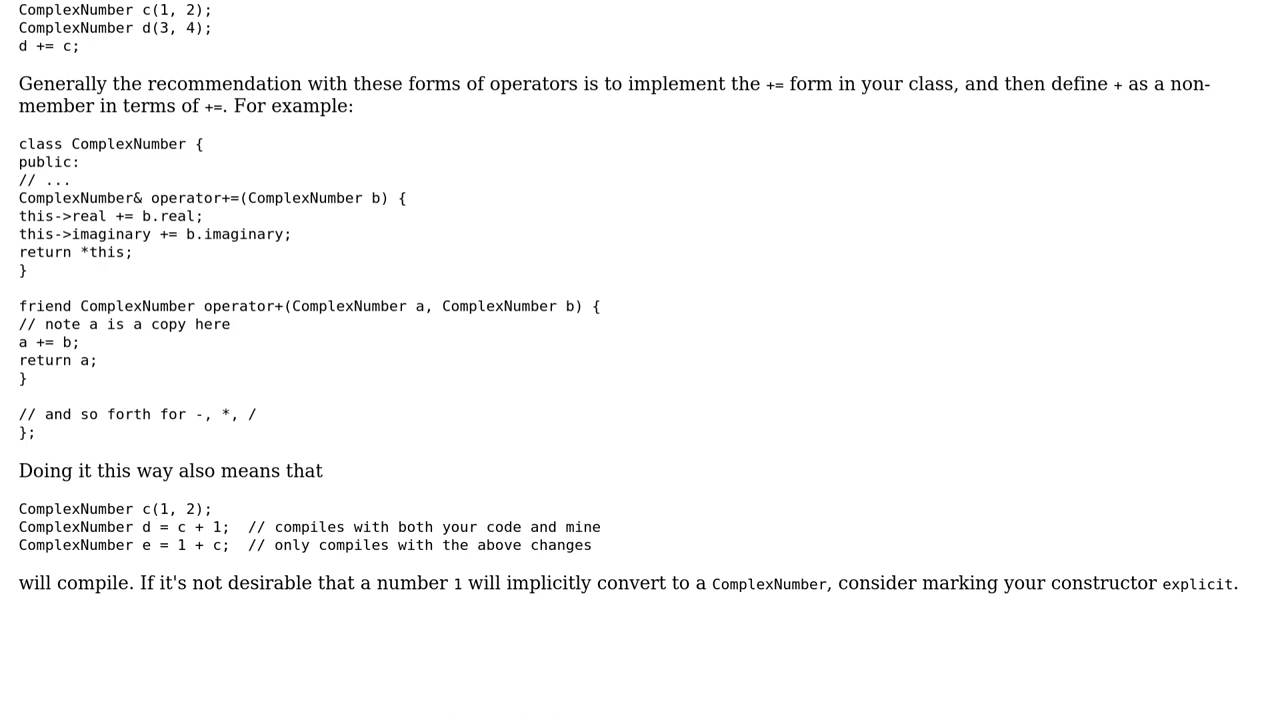 ComplexNumber c(1, 2);
ComplexNumber d(3, 4);
d += c;
Generally the recommendation with these forms of operators is to implement the += form in your class, and then define + as a non-
member in terms of +=. For example:
class ComplexNumber {
public:
// ...
ComplexNumber& operator+=(ComplexNumber b) {
this->real += b.real;
this->imaginary += b.imaginary;
return *this;
}
friend ComplexNumber operator+(ComplexNumber a, ComplexNumber b) {
// note a is a copy here
a += b;
return a;
}
// and so forth for -, *, /
};
Doing it this way also means that
ComplexNumber c(1, 2);
ComplexNumber d = c + 1;  // compiles with both your code and mine
ComplexNumber e = 1 + c;  // only compiles with the above changes
will compile. If it's not desirable that a number 1 will implicitly convert to a ComplexNumber, consider marking your constructor explicit.